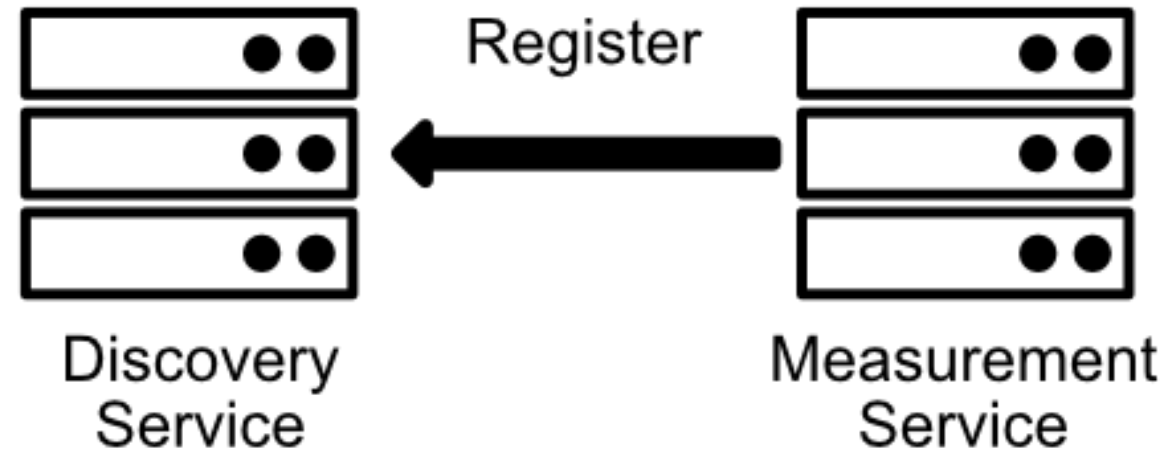 Register
Discovery
Service
Measurement
Service